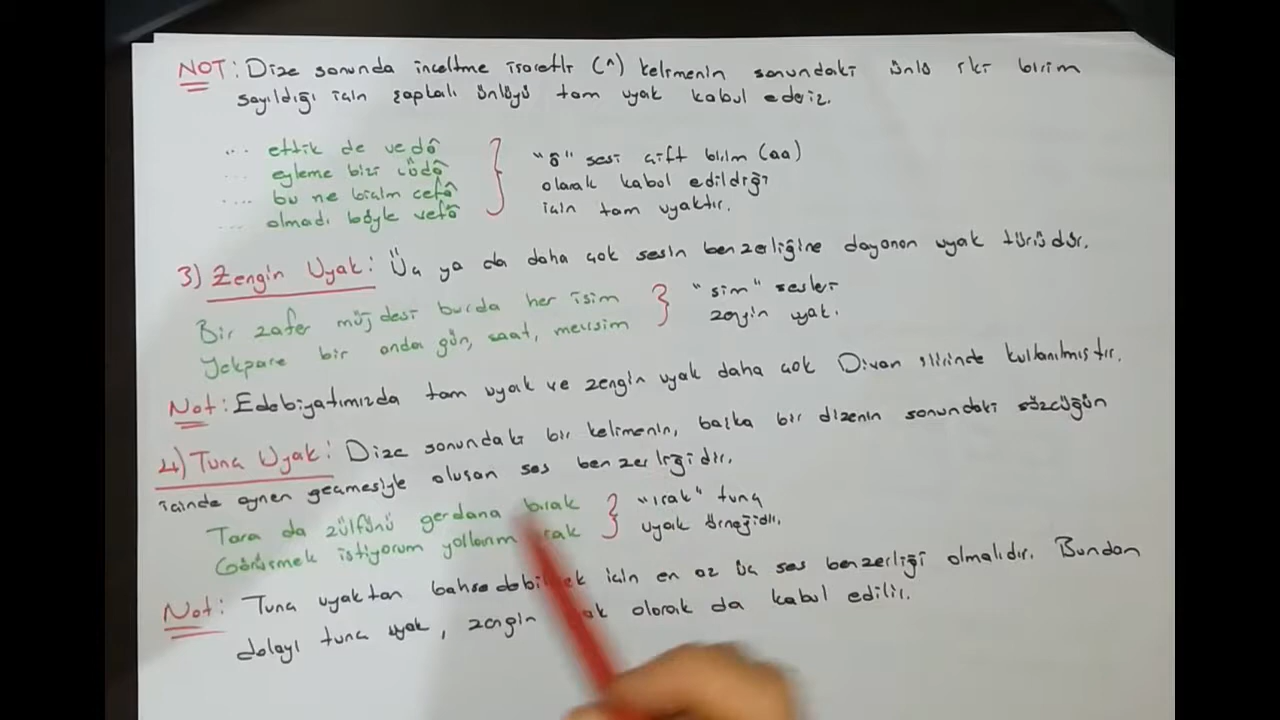 NOT: Dize sonunda inceltme işaretli (^) kelimenin sonundaki ünlü iki birim
sayıldığı için şapkalı ünlüyü tam uyak kabul ederiz.
... ettik de vedâ
... eyleme bizi cüdâ
.... bu ne biçim cefâ
... olmadı böyle vefâ
"â" sesi çift birim (aa)
olarak kabul edildiği
için tam uyaktır.
3) Zengin Uyak: Üç ya da daha çok sesin benzerliğine dayanan uyak türüdür.
Bir zafer müjdesi burda her isim
Yekpare bir anda gün, saat, mevsim
"sim" sesleri
zengin uyak.
Not: Edebiyatımızda tam uyak ve zengin uyak daha çok Divan şiirinde kullanılmıştır.
4) Tunç Uyak: Dize sonundaki bir kelimenin, başka bir dizenin sonundaki sözcüğün
içinde aynen geçmesiyle oluşan ses benzerliğidir.
Tara da zülfünü gerdana bırak
Görüşmek istiyorum yollarım ırak
"ırak" tunç
uyak örneğidir.
Not: Tunç uyaktan bahsedebilmek için en az üç ses benzerliği olmalıdır. Bundan
dolayı tunç uyak, zengin uyak olarak da kabul edilir.